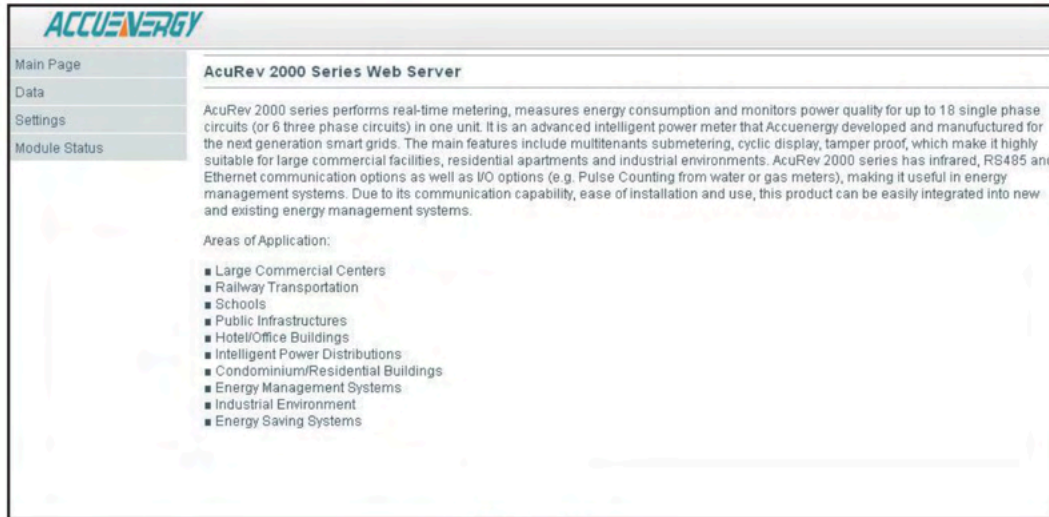 ACCUENERGY
Main Page
Data
Settings
Module Status
AcuRev 2000 Series Web Server
AcuRev 2000 series performs real-time metering, measures energy consumption and monitors power quality for up to 18 single phase
circuits (or 6 three phase circuits) in one unit. It is an advanced intelligent power meter that Accuenergy developed and manufuctured for
the next generation smart grids. The main features include multitenants submetering, cyclic display, tamper proof, which make it highly
suitable for large commercial facilities, residential apartments and industrial environments. AcuRev 2000 series has infrared, RS485 and
Ethernet communication options as well as I/O options (e.g. Pulse Counting from water or gas meters), making it useful in energy
management systems. Due to its communication capability, ease of installation and use, this product can be easily integrated into new
and existing energy management systems.
Areas of Application:
■ Large Commercial Centers
■ Railway Transportation
■ Schools
■ Public Infrastructures
■ Hotel/Office Buildings
■ Intelligent Power Distributions
■ Condominium/Residential Buildings
■ Energy Management Systems
■ Industrial Environment
■ Energy Saving Systems